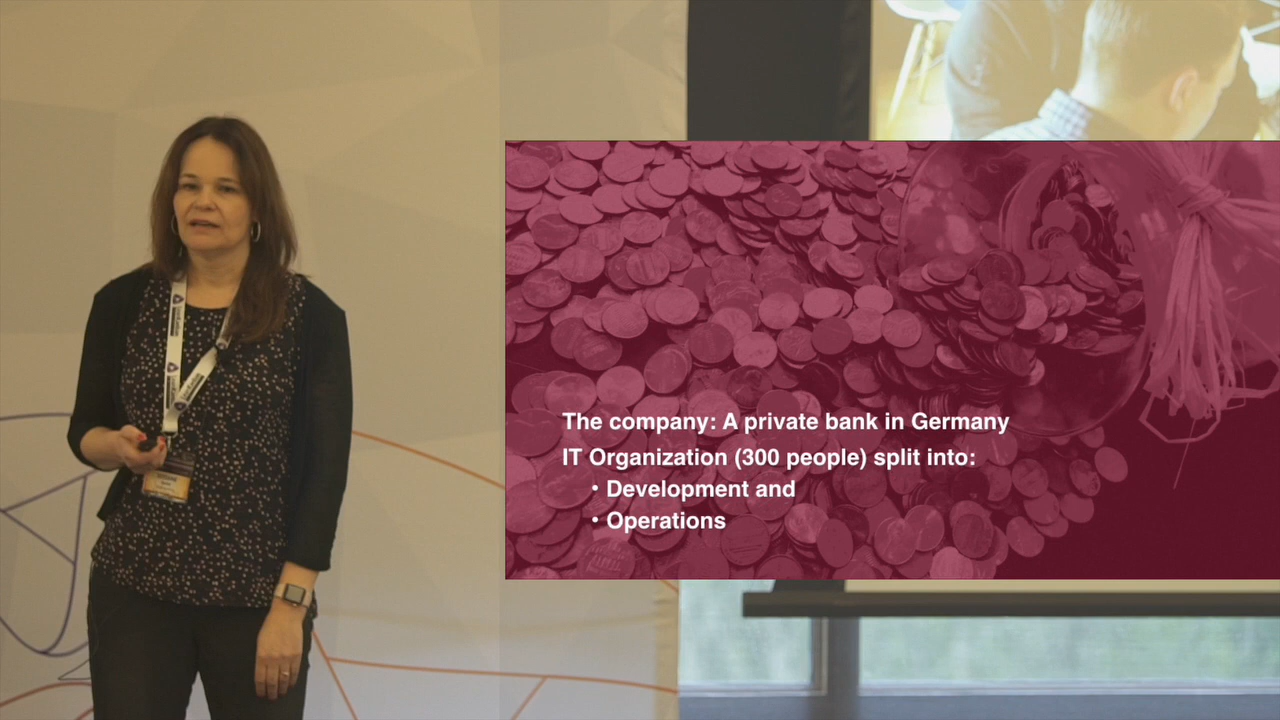 The company: A private bank in Germany
IT Organization (300 people) split into:
• Development and
• Operations